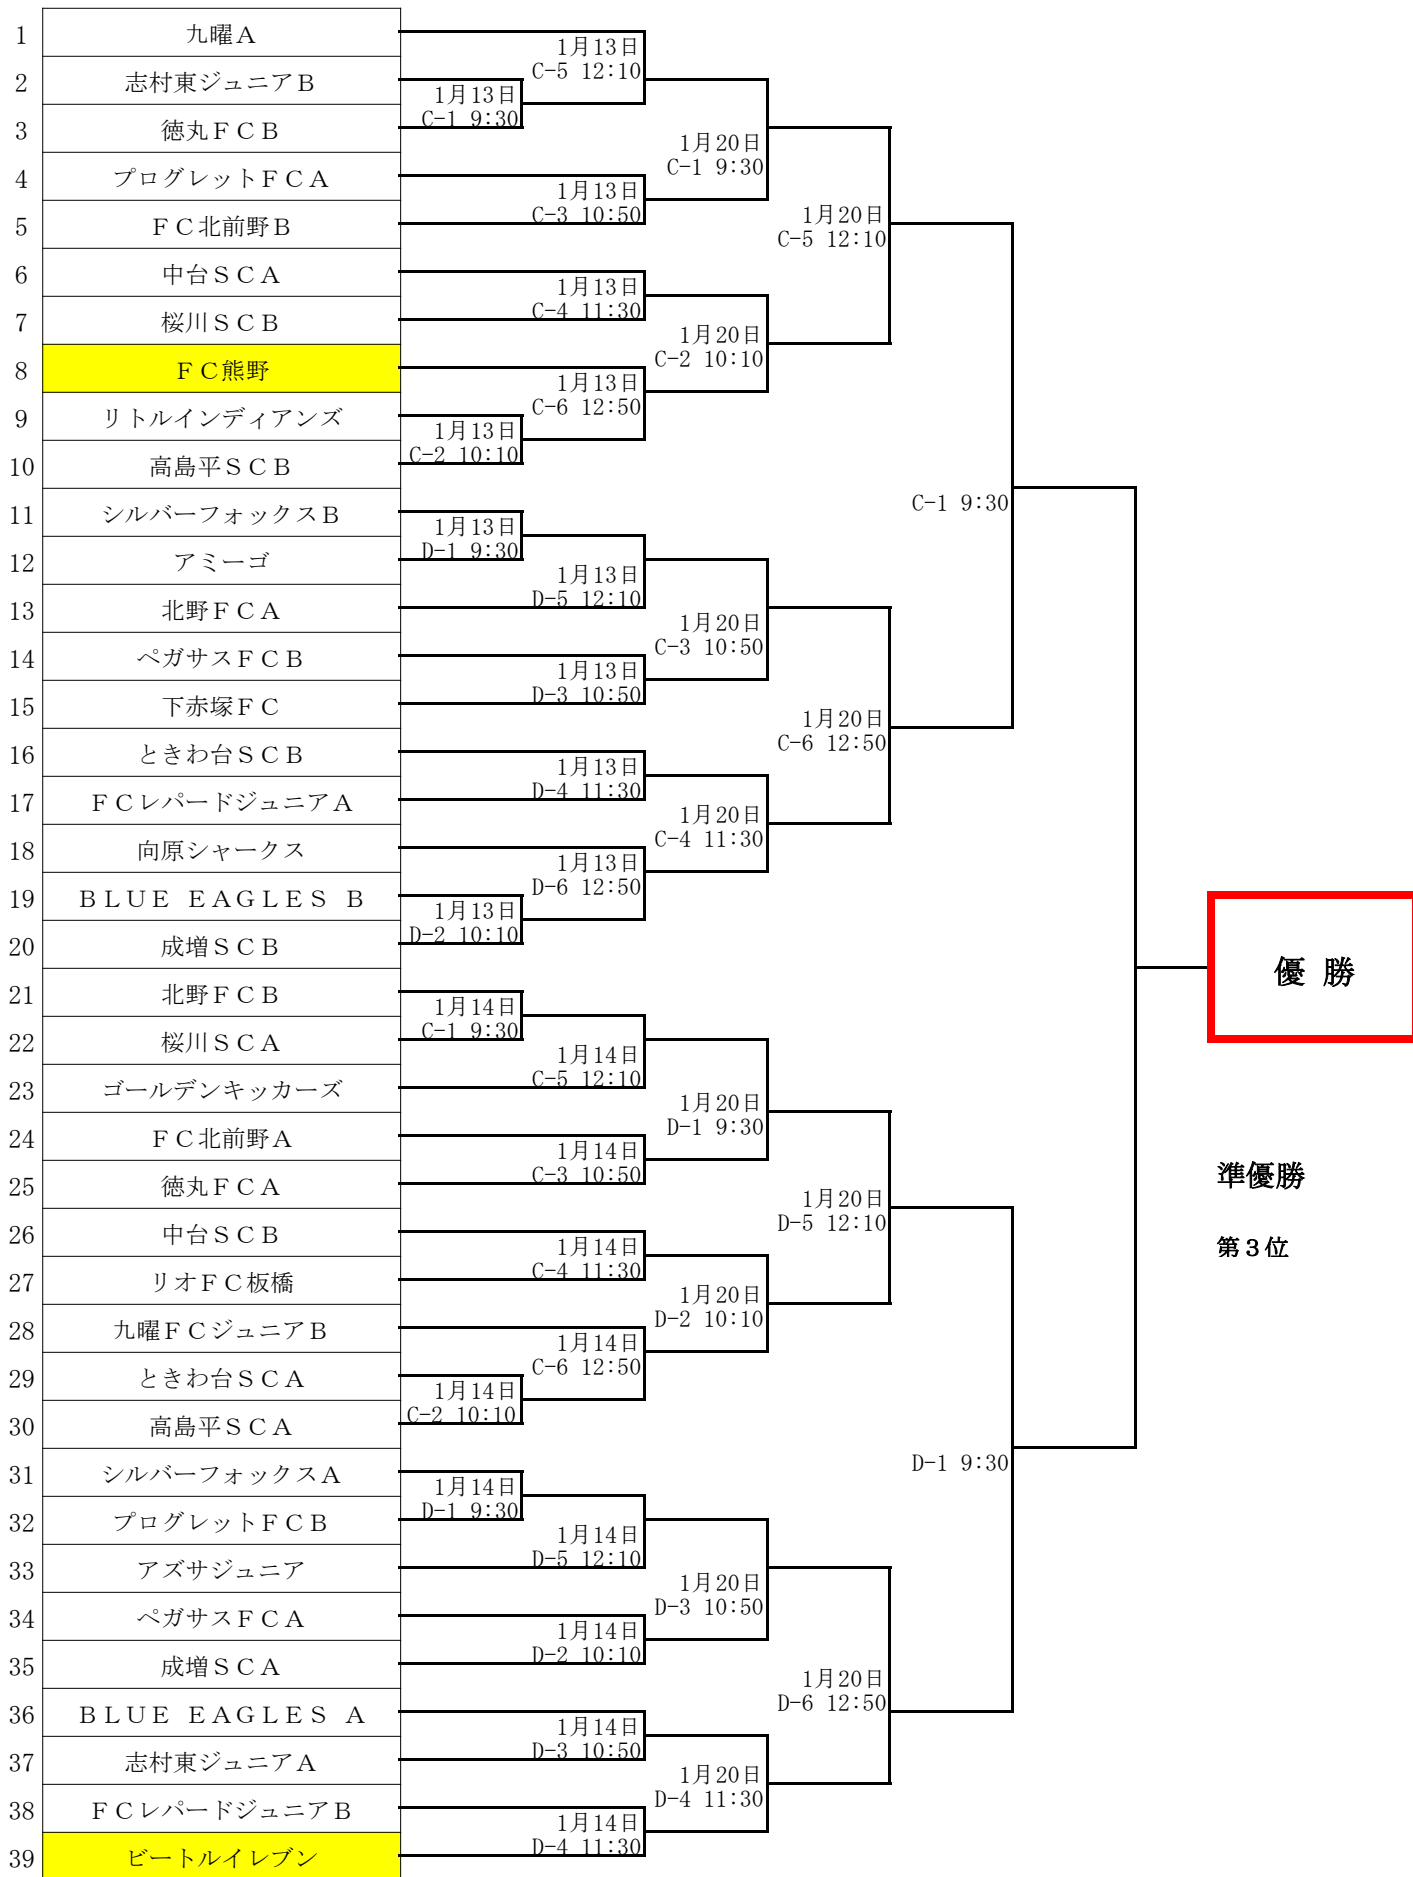 1 九曜Ａ
2 志村東ジュニアＢ
3 徳丸ＦＣＢ
4 プログレットＦＣＡ
5 ＦＣ北前野Ｂ
6 中台ＳＣＡ
7 桜川ＳＣＢ
8 ＦＣ熊野
9 リトルインディアンズ
10 高島平ＳＣＢ
11 シルバーフォックスＢ
12 アミーゴ
13 北野ＦＣＡ
14 ペガサスＦＣＢ
15 下赤塚ＦＣ
16 ときわ台ＳＣＢ
17 ＦＣレパードジュニアＡ
18 向原シャークス
19 ＢＬＵＥ ＥＡＧＬＥＳ Ｂ
20 成増ＳＣＢ
21 北野ＦＣＢ
22 桜川ＳＣＡ
23 ゴールデンキッカーズ
24 ＦＣ北前野Ａ
25 徳丸ＦＣＡ
26 中台ＳＣＢ
27 リオＦＣ板橋
28 九曜ＦＣジュニアＢ
29 ときわ台ＳＣＡ
30 高島平ＳＣＡ
31 シルバーフォックスＡ
32 プログレットＦＣＢ
33 アズサジュニア
34 ペガサスＦＣＡ
35 成増ＳＣＡ
36 ＢＬＵＥ ＥＡＧＬＥＳ Ａ
37 志村東ジュニアＡ
38 ＦＣレパードジュニアＢ
39 ビートルイレブン
1月13日
C-1 9:30
1月13日
C-2 10:10
1月13日
D-1 9:30
1月13日
D-2 10:10
1月14日
C-1 9:30
1月14日
C-2 10:10
1月14日
D-1 9:30
1月13日
C-5 12:10
1月13日
C-3 10:50
1月13日
C-4 11:30
1月13日
C-6 12:50
1月13日
D-5 12:10
1月13日
D-3 10:50
1月13日
D-4 11:30
1月13日
D-6 12:50
1月14日
C-5 12:10
1月14日
C-3 10:50
1月14日
C-4 11:30
1月14日
C-6 12:50
1月14日
D-5 12:10
1月14日
D-2 10:10
1月14日
D-3 10:50
1月14日
D-4 11:30
1月20日
C-1 9:30
1月20日
C-2 10:10
1月20日
C-3 10:50
1月20日
C-4 11:30
1月20日
D-1 9:30
1月20日
D-2 10:10
1月20日
D-3 10:50
1月20日
D-4 11:30
1月20日
C-5 12:10
1月20日
C-6 12:50
1月20日
D-5 12:10
1月20日
D-6 12:50
C-1 9:30
D-1 9:30
優 勝
準優勝
第３位